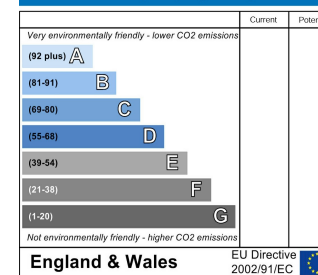 Current Poten
Very environmentally friendly - lower CO2 emissions
(92 plus) A
(81-91) B
(69-80) C
(55-68) D
(39-54) E
(21-38) F
(1-20) G
Not environmentally friendly - higher CO2 emissions
England & Wales
EU Directive
2002/91/EC